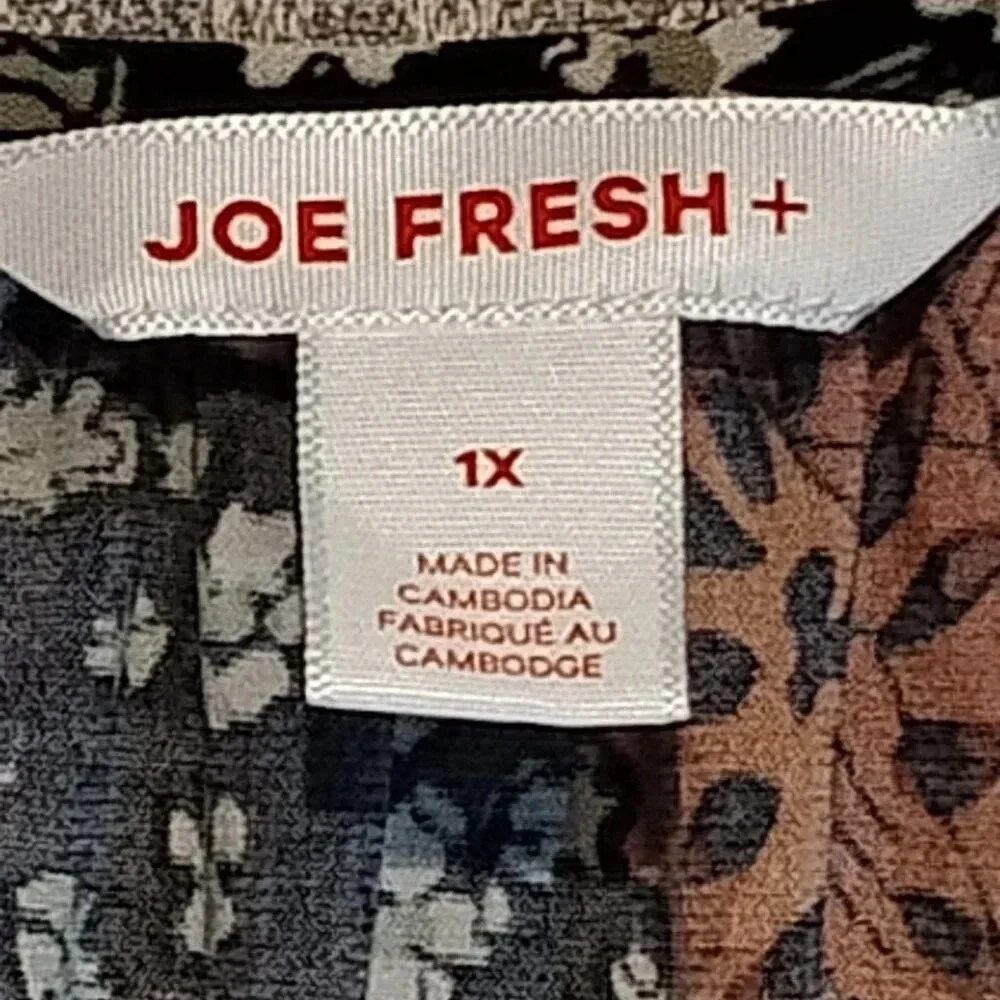 JOE FRESH+
1X
MADE IN
CAMBODIA
FABRIQUÉ AU
CAMBODGE